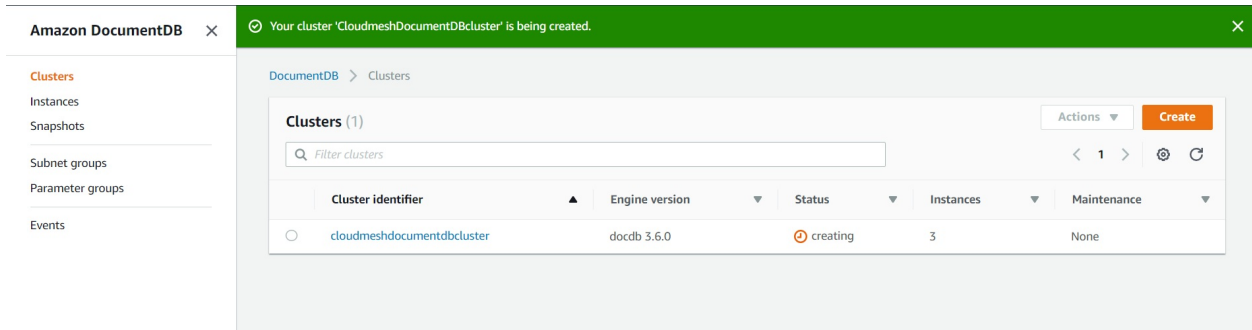 Amazon DocumentDB
Your cluster 'CloudmeshDocumentDBcluster' is being created.
Clusters
Instances
Snapshots
Subnet groups
Parameter groups
Events
DocumentDB > Clusters
Clusters (1)
Actions
Create
Filter clusters
< 1 >
Cluster identifier Engine version Status Instances Maintenance
cloudmeshdocumentdbcluster docdb 3.6.0 creating 3 None